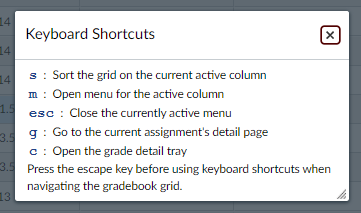 Keyboard Shortcuts
s : Sort the grid on the current active column
m : Open menu for the active column
esc : Close the currently active menu
g : Go to the current assignment's detail page
c : Open the grade detail tray
Press the escape key before using keyboard shortcuts when
navigating the gradebook grid.